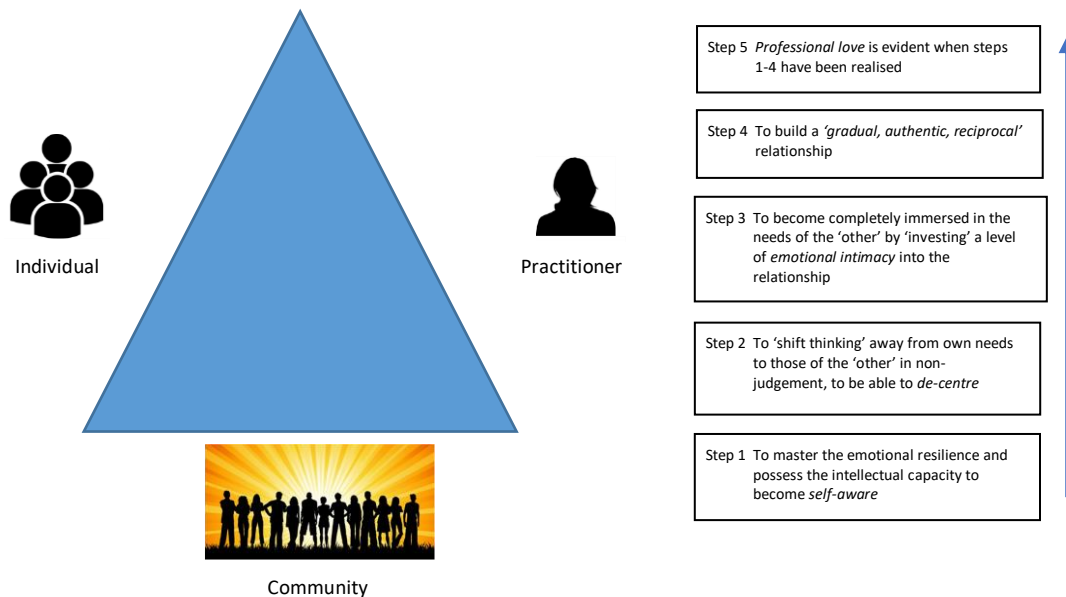 Individual
Practitioner
Community
Step 5 Professional love is evident when steps
1-4 have been realised
Step 4 To build a ‘gradual, authentic, reciprocal’
relationship
Step 3 To become completely immersed in the
needs of the ‘other’ by ‘investing’ a level
of emotional intimacy into the
relationship
Step 2 To ‘shift thinking’ away from own needs
to those of the ‘other’ in non-
judgement, to be able to de-centre
Step 1 To master the emotional resilience and
possess the intellectual capacity to
become self-aware